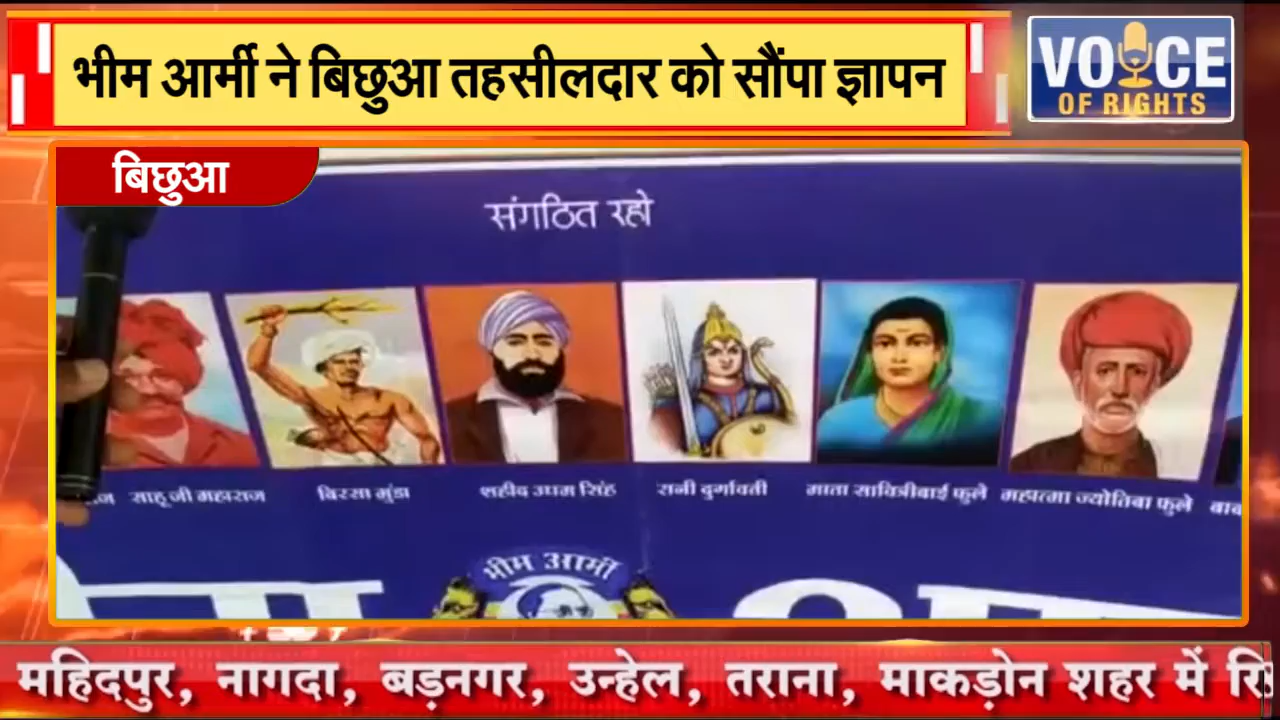 भीम आर्मी ने बिछुआ तहसीलदार को सौंपा ज्ञापन
VOICE
OF RIGHTS
बिछुआ
संगठित रहो
साहू जी महाराज
बिरसा मुंडा
शहीद उधम सिंह
रानी दुर्गावती
माता सावित्रीबाई फुले
महात्मा ज्योतिबा फुले
भीम आर्मी
महिदपुर, नागदा, बड़नगर, उन्हेल, तराना, माकड़ोन शहर में